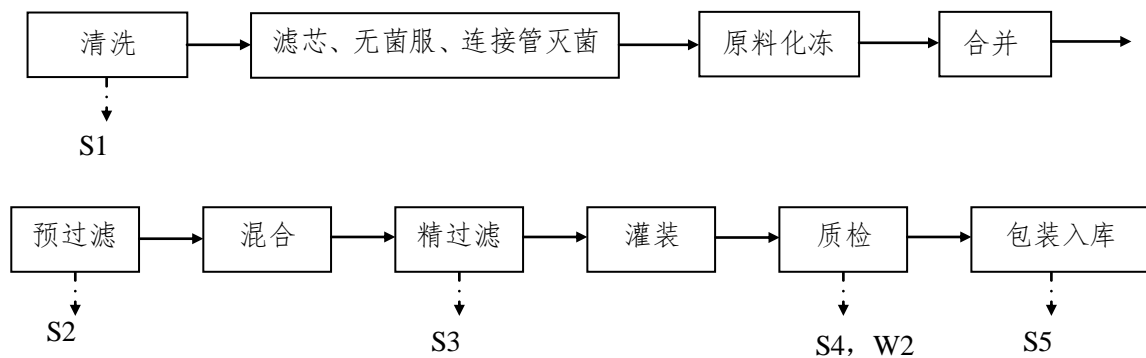 清洗
滤芯、无菌服、连接管灭菌
原料化冻
合并
S1
预过滤
混合
精过滤
灌装
质检
包装入库
S2
S3
S4，W2
S5